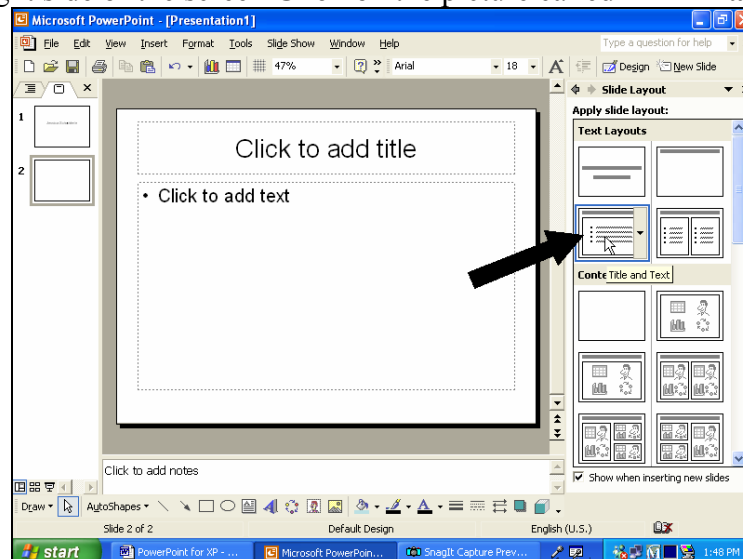 Microsoft PowerPoint - [Presentation1]
File Edit View Insert Format Tools Slide Show Window Help
Type a question for help
47%
Arial
18
Design
New Slide
Slide Layout
Apply slide layout:
Text Layouts
1
2
Click to add title
• Click to add text
Title and Text
Click to add notes
Show when inserting new slides
Draw
AutoShapes
Slide 2 of 2
Default Design
English (U.S.)
start
PowerPoint for XP - ...
Microsoft PowerPoin...
SnagIt Capture Prev...
1:48 PM